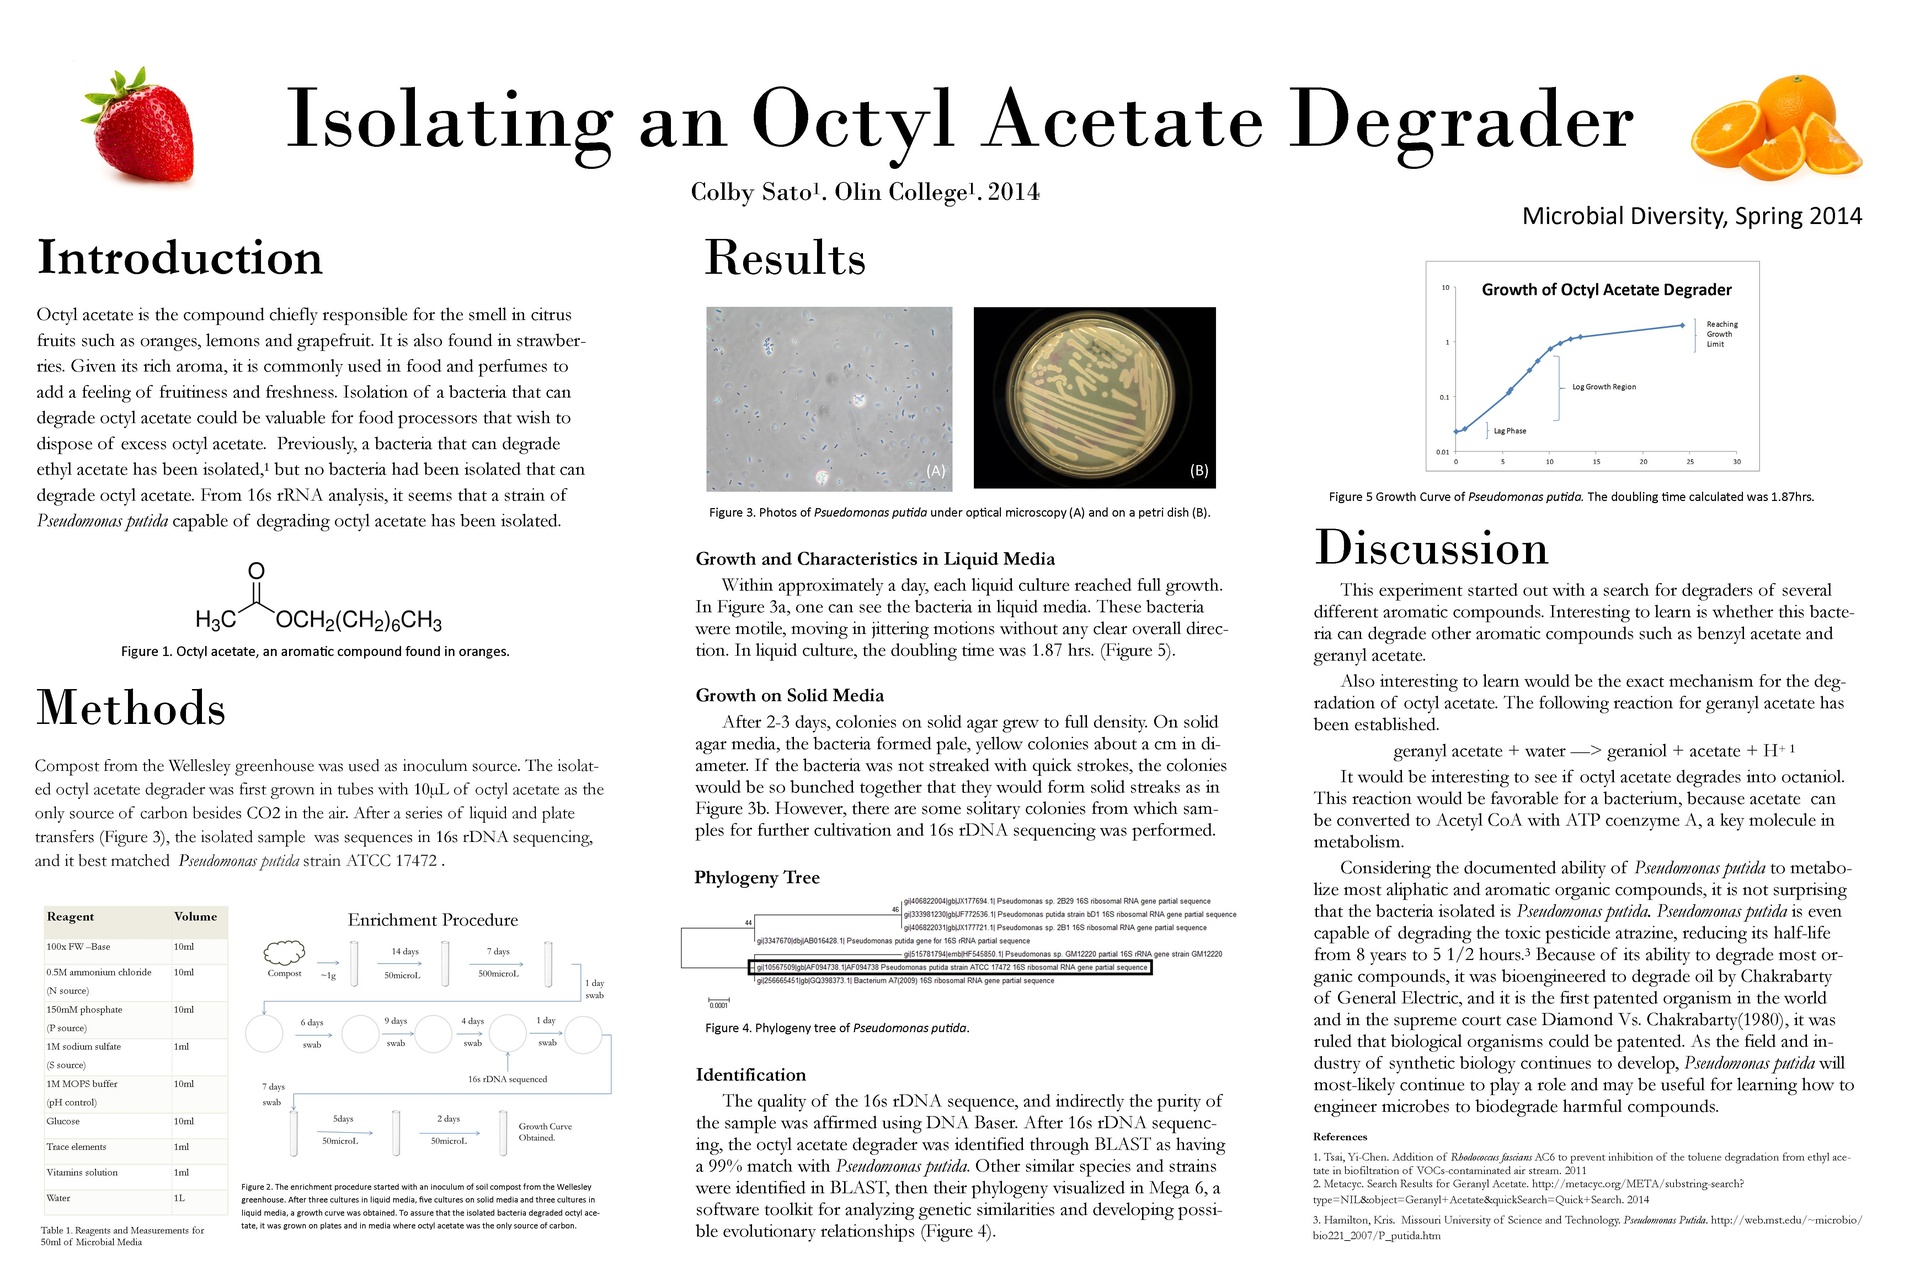 Isolating an Octyl Acetate Degrader
Colby Sato¹. Olin College¹. 2014
Microbial Diversity, Spring 2014
Introduction
Octyl acetate is the compound chiefly responsible for the smell in citrus
fruits such as oranges, lemons and grapefruit. It is also found in strawber-
ries. Given its rich aroma, it is commonly used in food and perfumes to
add a feeling of fruitiness and freshness. Isolation of a bacteria that can
degrade octyl acetate could be valuable for food processors that wish to
dispose of excess octyl acetate. Previously, a bacteria that can degrade
ethyl acetate has been isolated,¹ but no bacteria had been isolated that can
degrade octyl acetate. From 16s rRNA analysis, it seems that a strain of
Pseudomonas putida capable of degrading octyl acetate has been isolated.
O
H₃C OCH₂(CH₂)₆CH₃
Figure 1. Octyl acetate, an aromatic compound found in oranges.
Methods
Compost from the Wellesley greenhouse was used as inoculum source. The isolat-
ed octyl acetate degrader was first grown in tubes with 10µL of octyl acetate as the
only source of carbon besides CO2 in the air. After a series of liquid and plate
transfers (Figure 3), the isolated sample was sequences in 16s rDNA sequencing,
and it best matched Pseudomonas putida strain ATCC 17472 .
Reagent Volume
100x FW –Base 10ml
0.5M ammonium chloride 10ml
(N source)
150mM phosphate 10ml
(P source)
1M sodium sulfate 1ml
(S source)
1M MOPS buffer 10ml
(pH control)
Glucose 10ml
Trace elements 1ml
Vitamins solution 1ml
Water 1L
Table 1. Reagents and Measurements for
50ml of Microbial Media
Enrichment Procedure
Compost
~1g
14 days
50microL
7 days
500microL
1 day
swab
6 days
swab
9 days
swab
4 days
swab
1 day
swab
16s rDNA sequenced
7 days
swab
5days
50microL
2 days
50microL
Growth Curve
Obtained.
Figure 2. The enrichment procedure started with an inoculum of soil compost from the Wellesley
greenhouse. After three cultures in liquid media, five cultures on solid media and three cultures in
liquid media, a growth curve was obtained. To assure that the isolated bacteria degraded octyl ace-
tate, it was grown on plates and in media where octyl acetate was the only source of carbon.
Results
(A)
(B)
Figure 3. Photos of Psuedomonas putida under optical microscopy (A) and on a petri dish (B).
Growth and Characteristics in Liquid Media
Within approximately a day, each liquid culture reached full growth.
In Figure 3a, one can see the bacteria in liquid media. These bacteria
were motile, moving in jittering motions without any clear overall direc-
tion. In liquid culture, the doubling time was 1.87 hrs. (Figure 5).
Growth on Solid Media
After 2-3 days, colonies on solid agar grew to full density. On solid
agar media, the bacteria formed pale, yellow colonies about a cm in di-
ameter. If the bacteria was not streaked with quick strokes, the colonies
would be so bunched together that they would form solid streaks as in
Figure 3b. However, there are some solitary colonies from which sam-
ples for further cultivation and 16s rDNA sequencing was performed.
Phylogeny Tree
46
44
gi|406822004|gb|JX177694.1| Pseudomonas sp. 2B29 16S ribosomal RNA gene partial sequence
gi|333981230|gb|JF772536.1| Pseudomonas putida strain bD1 16S ribosomal RNA gene partial sequence
gi|406822031|gb|JX177721.1| Pseudomonas sp. 2B1 16S ribosomal RNA gene partial sequence
gi|3347670|dbj|AB016428.1| Pseudomonas putida gene for 16S rRNA partial sequence
gi|515781794|emb|HF545850.1| Pseudomonas sp. GM12220 partial 16S rRNA gene strain GM12220
gi|10567509|gb|AF094738.1|AF094738 Pseudomonas putida strain ATCC 17472 16S ribosomal RNA gene partial sequence
gi|256665451|gb|GQ398373.1| Bacterium A7(2009) 16S ribosomal RNA gene partial sequence
0.0001
Figure 4. Phylogeny tree of Pseudomonas putida.
Identification
The quality of the 16s rDNA sequence, and indirectly the purity of
the sample was affirmed using DNA Baser. After 16s rDNA sequenc-
ing, the octyl acetate degrader was identified through BLAST as having
a 99% match with Pseudomonas putida. Other similar species and strains
were identified in BLAST, then their phylogeny visualized in Mega 6, a
software toolkit for analyzing genetic similarities and developing possi-
ble evolutionary relationships (Figure 4).
Growth of Octyl Acetate Degrader
10
1
0.1
0.01
0 5 10 15 20 25 30
Reaching
Growth
Limit
Log Growth Region
Lag Phase
Figure 5 Growth Curve of Pseudomonas putida. The doubling time calculated was 1.87hrs.
Discussion
This experiment started out with a search for degraders of several
different aromatic compounds. Interesting to learn is whether this bacte-
ria can degrade other aromatic compounds such as benzyl acetate and
geranyl acetate.
Also interesting to learn would be the exact mechanism for the deg-
radation of octyl acetate. The following reaction for geranyl acetate has
been established.
geranyl acetate + water —> geraniol + acetate + H⁺ ¹
It would be interesting to see if octyl acetate degrades into octaniol.
This reaction would be favorable for a bacterium, because acetate can
be converted to Acetyl CoA with ATP coenzyme A, a key molecule in
metabolism.
Considering the documented ability of Pseudomonas putida to metabo-
lize most aliphatic and aromatic organic compounds, it is not surprising
that the bacteria isolated is Pseudomonas putida. Pseudomonas putida is even
capable of degrading the toxic pesticide atrazine, reducing its half-life
from 8 years to 5 1/2 hours.³ Because of its ability to degrade most or-
ganic compounds, it was bioengineered to degrade oil by Chakrabarty
of General Electric, and it is the first patented organism in the world
and in the supreme court case Diamond Vs. Chakrabarty(1980), it was
ruled that biological organisms could be patented. As the field and in-
dustry of synthetic biology continues to develop, Pseudomonas putida will
most-likely continue to play a role and may be useful for learning how to
engineer microbes to biodegrade harmful compounds.
References
1. Tsai, Yi-Chen. Addition of Rhodococcus fascians AC6 to prevent inhibition of the toluene degradation from ethyl ace-
tate in biofiltration of VOCs-contaminated air stream. 2011
2. Metacyc. Search Results for Geranyl Acetate. http://metacyc.org/META/substring-search?
type=NIL&object=Geranyl+Acetate&quickSearch=Quick+Search. 2014
3. Hamilton, Kris. Missouri University of Science and Technology. Pseudomonas Putida. http://web.mst.edu/~microbio/
bio221_2007/P_putida.htm